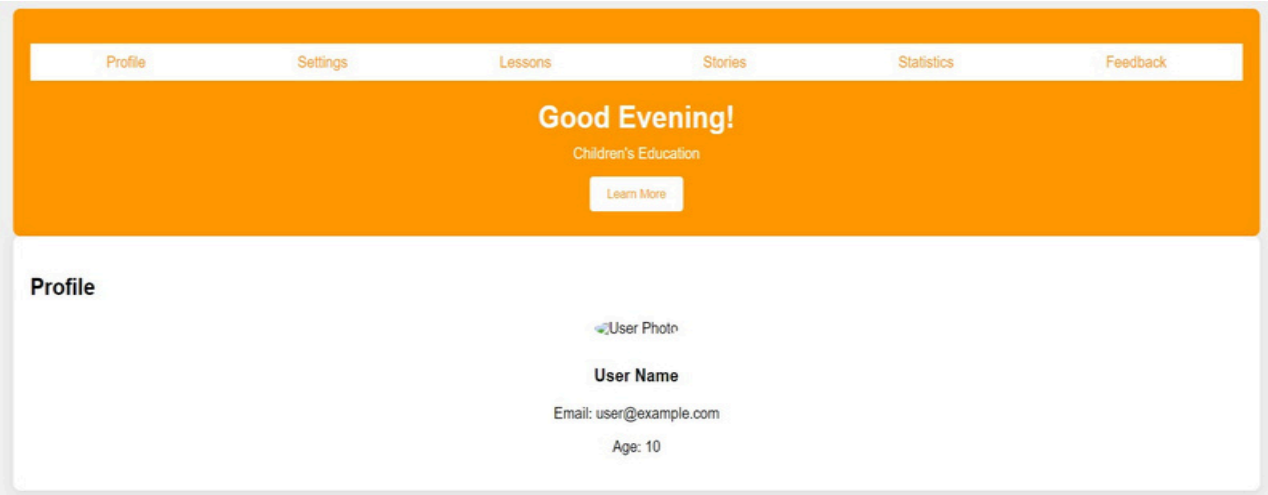 Profile Settings Lessons Stories Statistics Feedback
Good Evening!
Children's Education
Learn More
Profile
User Photo
User Name
Email: user@example.com
Age: 10